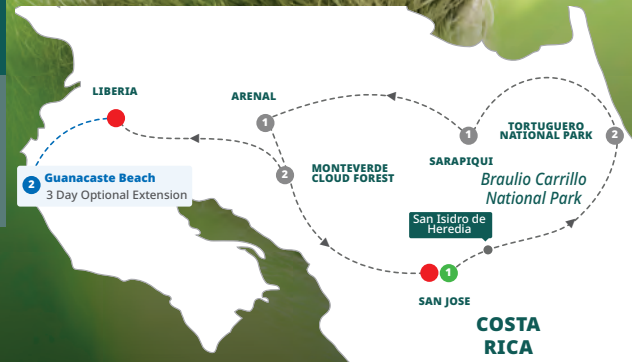 LIBERIA
ARENAL
1
1
TORTUGUERO
NATIONAL PARK
2
SARAPIQUI
MONTEVERDE
CLOUD FOREST
2
2
Guanacaste Beach
3 Day Optional Extension
Braulio Carrillo
National Park
San Isidro de
Heredia
1
SAN JOSE
COSTA
RICA